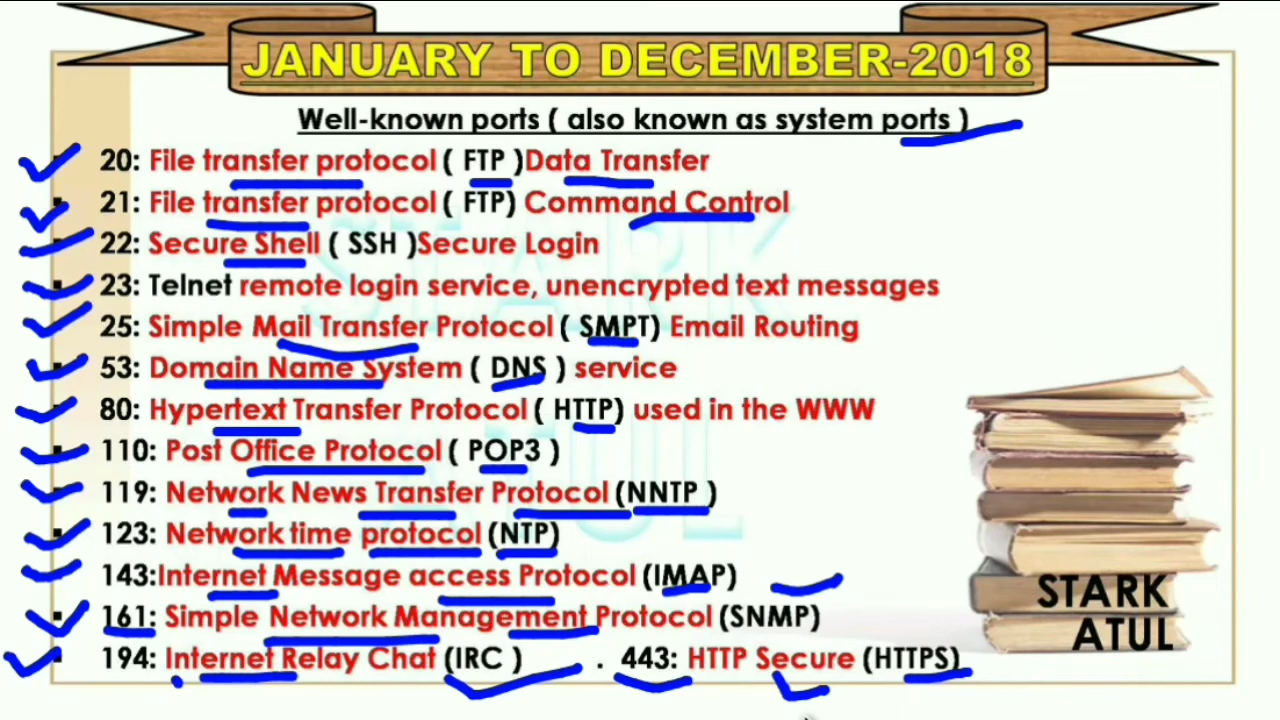 JANUARY TO DECEMBER-2018
Well-known ports ( also known as system ports )
20: File transfer protocol ( FTP )Data Transfer
21: File transfer protocol ( FTP) Command Control
22: Secure Shell ( SSH )Secure Login
23: Telnet remote login service, unencrypted text messages
25: Simple Mail Transfer Protocol ( SMPT) Email Routing
53: Domain Name System ( DNS ) service
80: Hypertext Transfer Protocol ( HTTP) used in the WWW
110: Post Office Protocol ( POP3 )
119: Network News Transfer Protocol (NNTP )
123: Network time protocol (NTP)
143:Internet Message access Protocol (IMAP)
161: Simple Network Management Protocol (SNMP)
194: Internet Relay Chat (IRC ) . 443: HTTP Secure (HTTPS)
STARK
ATUL
STARK
ATUL